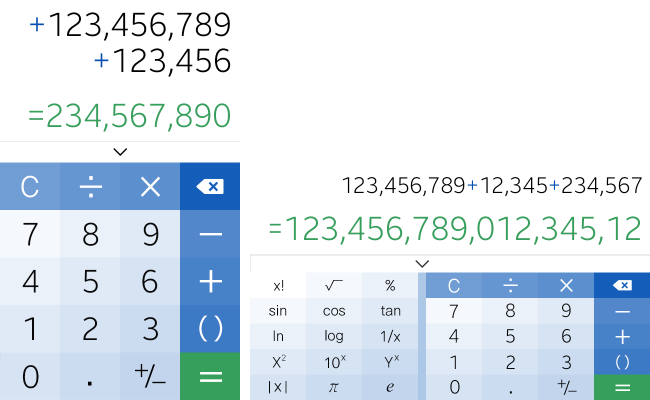 +123,456,789
+123,456
=234,567,890
C ÷ × 
7 8 9 −
4 5 6 +
1 2 3 ( )
0 . +/− =
123,456,789+12,345+234,567
=123,456,789,012,345,12
x! √‾ % C ÷ ×
sin cos tan 7 8 9 −
ln log 1/x 4 5 6 +
X² 10ˣ Yˣ 1 2 3 ( )
|x| π e 0 . +/− =